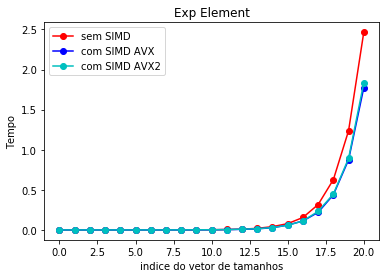 Exp Element
sem SIMD
com SIMD AVX
com SIMD AVX2
Tempo
2.5
2.0
1.5
1.0
0.5
0.0
0.0 2.5 5.0 7.5 10.0 12.5 15.0 17.5 20.0
indice do vetor de tamanhos